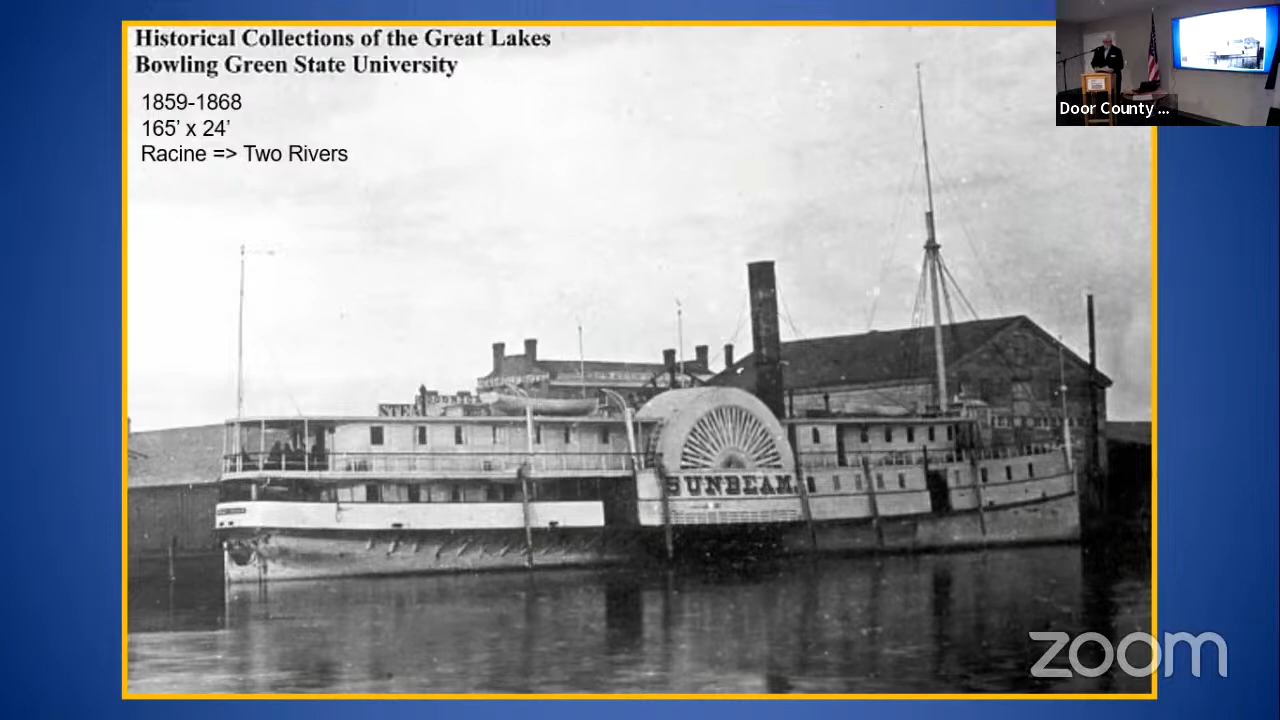 Historical Collections of the Great Lakes
Bowling Green State University
1859-1868
165’ x 24’
Racine => Two Rivers
Door County ...
STEA
SUNBEAM.
zoom